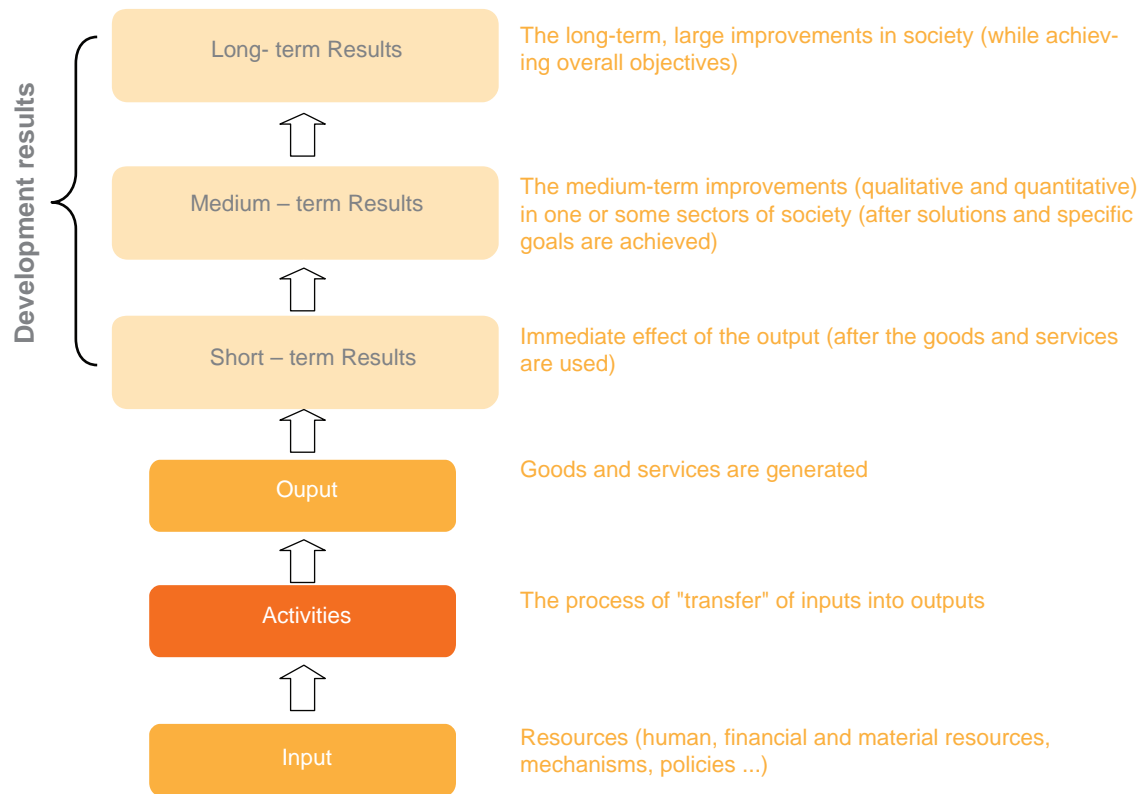 Development results
Long- term Results
The long-term, large improvements in society (while achiev-
ing overall objectives)
Medium – term Results
The medium-term improvements (qualitative and quantitative)
in one or some sectors of society (after solutions and specific
goals are achieved)
Short – term Results
Immediate effect of the output (after the goods and services
are used)
Ouput
Goods and services are generated
Activities
The process of "transfer" of inputs into outputs
Input
Resources (human, financial and material resources,
mechanisms, policies ...)